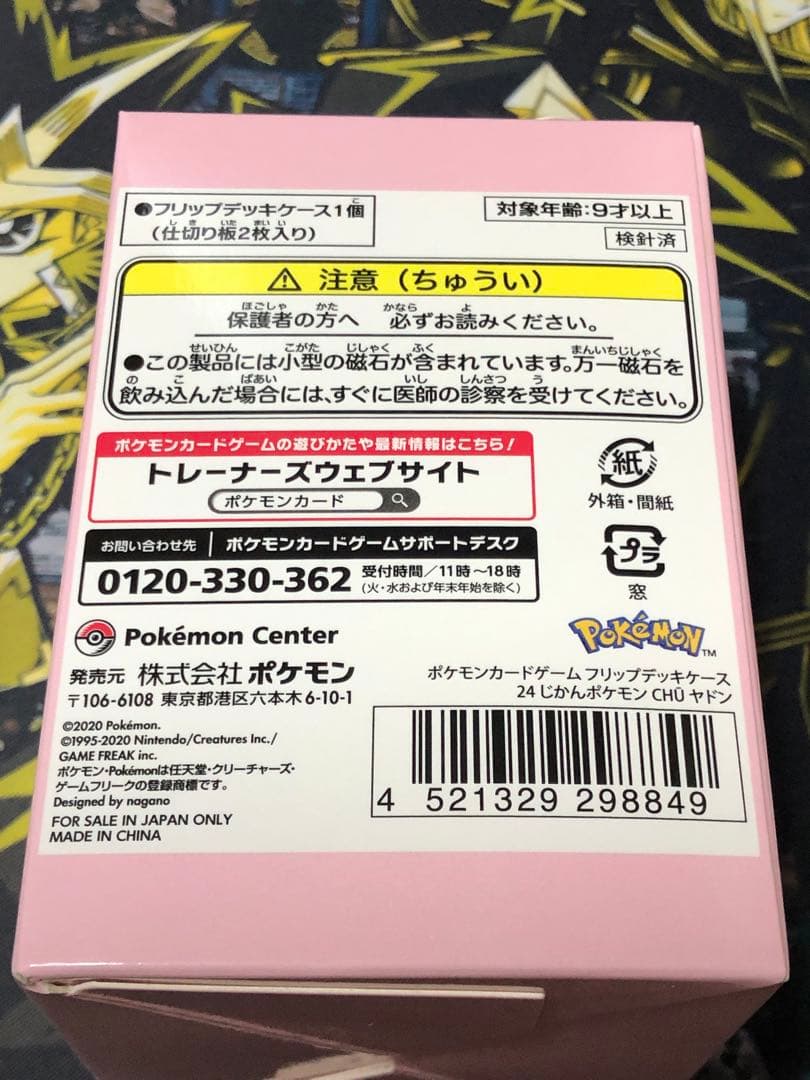 ●フリップデッキケース1個
(仕切り板2枚入り)
対象年齢:9才以上
検針済
⚠ 注意(ちゅうい)
保護者の方へ 必ずお読みください。
●この製品には小型の磁石が含まれています。万一磁石を
飲み込んだ場合には、すぐに医師の診察を受けてください。
ポケモンカードゲームの遊びかたや最新情報はこちら!
トレーナーズウェブサイト
ポケモンカード
紙
外箱・間紙
お問い合わせ先 ポケモンカードゲームサポートデスク
0120-330-362 受付時間/11時~18時
(火・水および年末年始を除く)
プラ
窓
Pokémon Center
発売元 株式会社ポケモン
〒106-6108 東京都港区六本木6-10-1
POKéMON™
ポケモンカードゲーム フリップデッキケース
24じかんポケモン CHŪ ヤドン
©2020 Pokémon.
©1995-2020 Nintendo/Creatures Inc./
GAME FREAK inc.
ポケモン・Pokémonは任天堂・クリーチャーズ・
ゲームフリークの登録商標です。
Designed by nagano
FOR SALE IN JAPAN ONLY
MADE IN CHINA
4 521329 298849